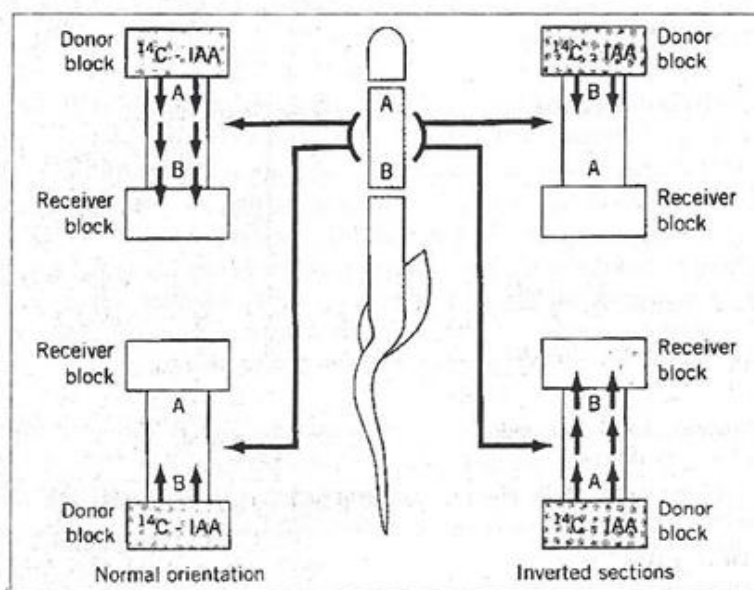 Donor
block
14C - IAA
A
B
Receiver
block
A
B
Donor
block
14C - IAA
B
A
Receiver
block
Receiver
block
A
B
Donor
block
14C - IAA
Normal orientation
Receiver
block
B
A
Donor
block
14C - IAA
Inverted sections